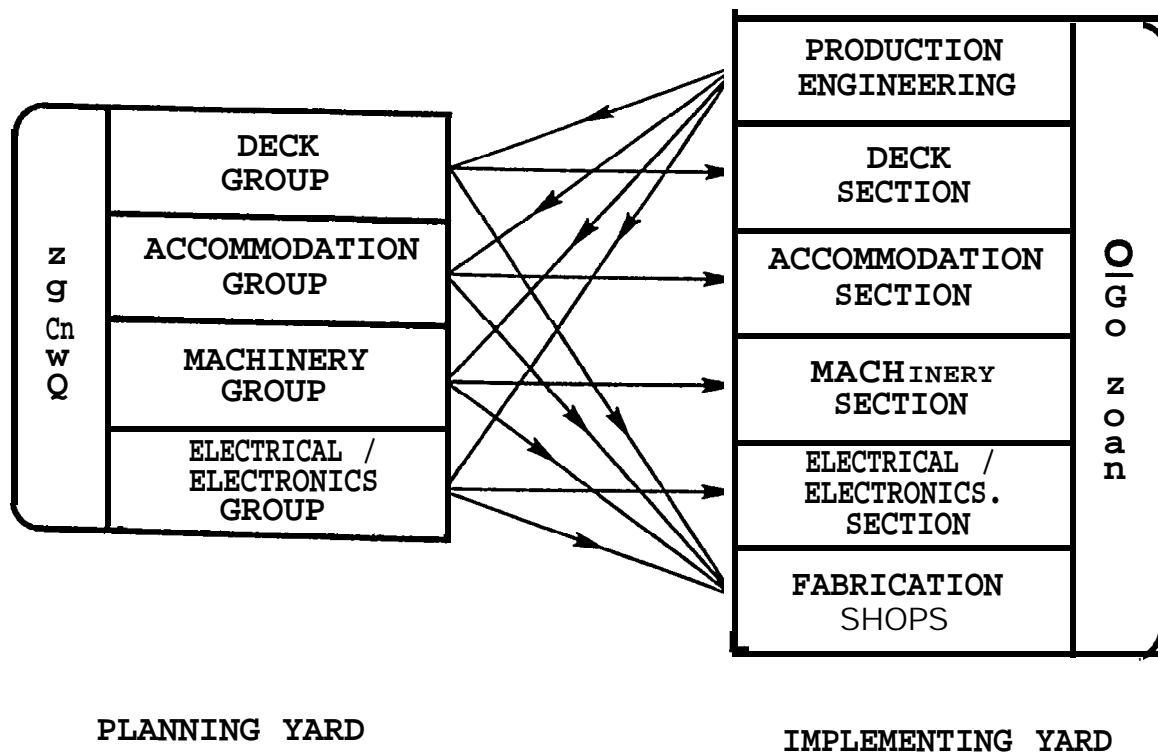 PRODUCTION
ENGINEERING
DECK
GROUP
DECK
SECTION
ACCOMMODATION
GROUP
ACCOMMODATION
SECTION
MACHINERY
GROUP
MACHINERY
SECTION
ELECTRICAL /
ELECTRONICS
GROUP
ELECTRICAL /
ELECTRONICS.
SECTION
FABRICATION
SHOPS
z
g
Cn
w
Q
O
G
o
z
o
a
n
PLANNING YARD
IMPLEMENTING YARD